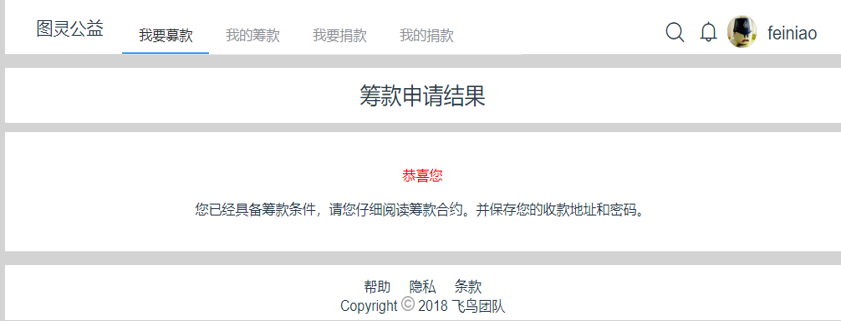 图灵公益 我要募款 我的筹款 我要捐款 我的捐款 feiniao
筹款申请结果
恭喜您
您已经具备筹款条件，请您仔细阅读筹款合约。并保存您的收款地址和密码。
帮助 隐私 条款
Copyright © 2018 飞鸟团队